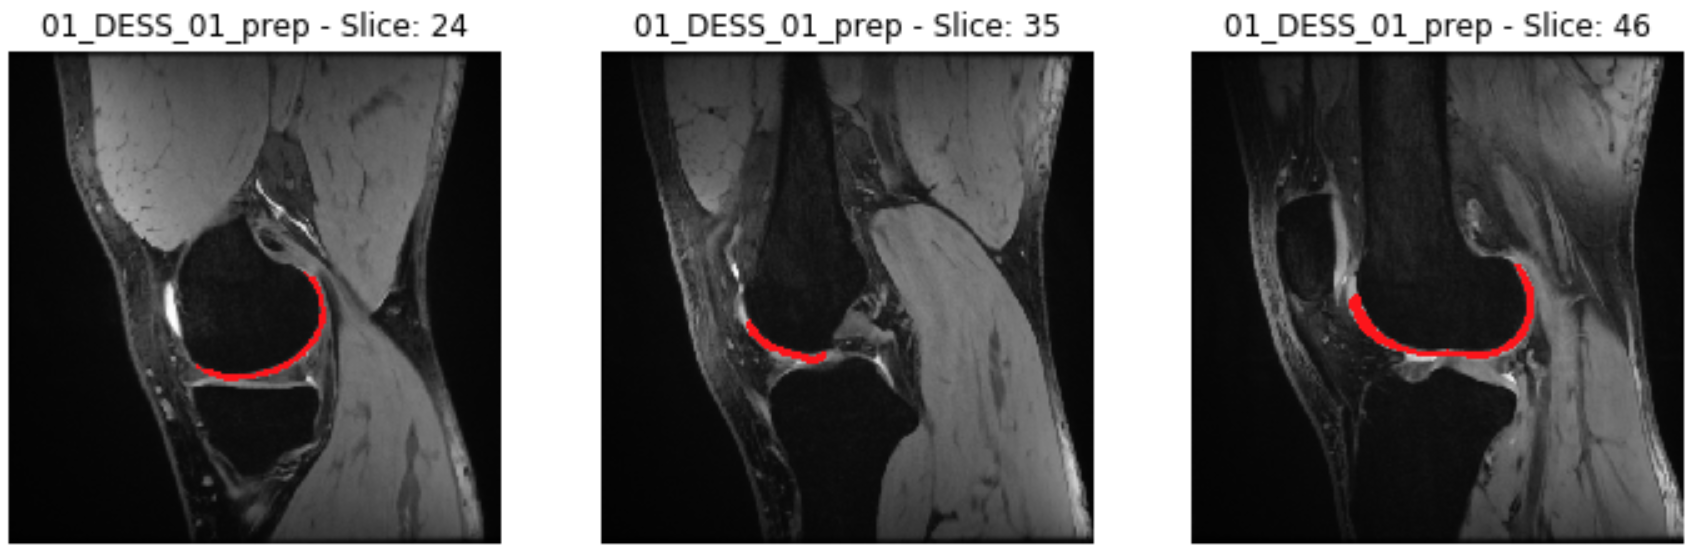 01_DESS_01_prep - Slice: 24
01_DESS_01_prep - Slice: 35
01_DESS_01_prep - Slice: 46